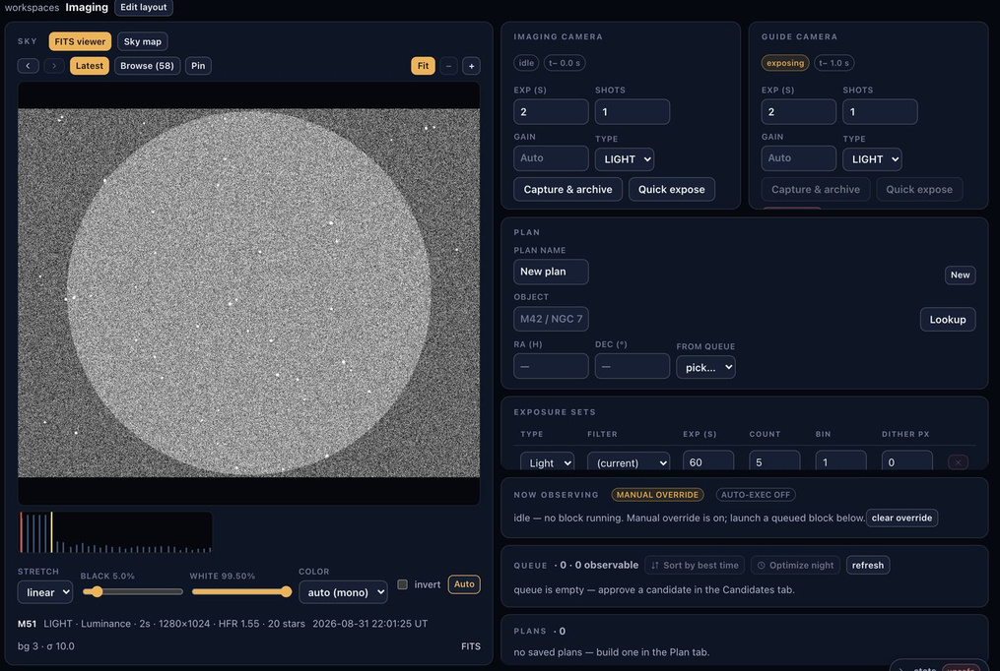 workspaces Imaging Edit layout
SKY FITS viewer Sky map
‹ › Latest Browse (58) Pin Fit − +
STRETCH BLACK 5.0% WHITE 99.50% COLOR
linear auto (mono) invert Auto
M51 LIGHT · Luminance · 2s · 1280×1024 · HFR 1.55 · 20 stars 2026-08-31 22:01:25 UT
bg 3 · σ 10.0 FITS
IMAGING CAMERA
idle t− 0.0 s
EXP (S) SHOTS
2 1
GAIN TYPE
Auto LIGHT
Capture & archive Quick expose
GUIDE CAMERA
exposing t− 1.0 s
EXP (S) SHOTS
2 1
GAIN TYPE
Auto LIGHT
Capture & archive Quick expose
PLAN
PLAN NAME
New plan New
OBJECT
M42 / NGC 7 Lookup
RA (H) DEC (°) FROM QUEUE
— — pick...
EXPOSURE SETS
TYPE FILTER EXP (S) COUNT BIN DITHER PX
Light (current) 60 5 1 0 ×
NOW OBSERVING MANUAL OVERRIDE AUTO-EXEC OFF
idle — no block running. Manual override is on; launch a queued block below. clear override
QUEUE · 0 · 0 observable Sort by best time Optimize night refresh
queue is empty — approve a candidate in the Candidates tab.
PLANS · 0
no saved plans — build one in the Plan tab.